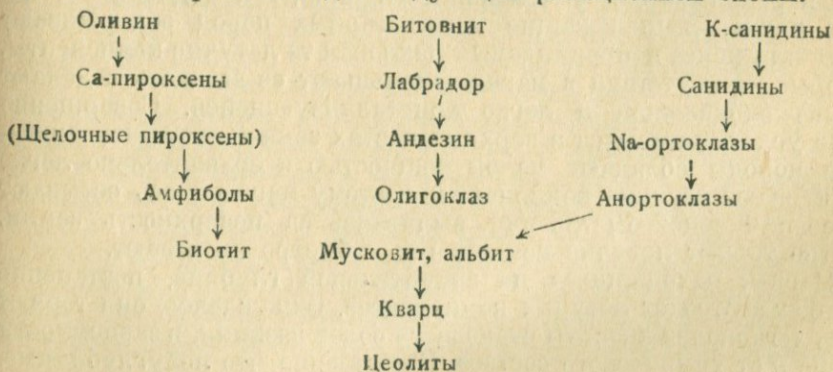 Оливин Битовнит К-санидины
Са-пироксены Лабрадор Санидины
(Щелочные пироксены) Андезин Na-ортоклазы
Амфиболы Олигоклаз Анортоклазы
Биотит Мусковит, альбит
Кварц
Цеолиты